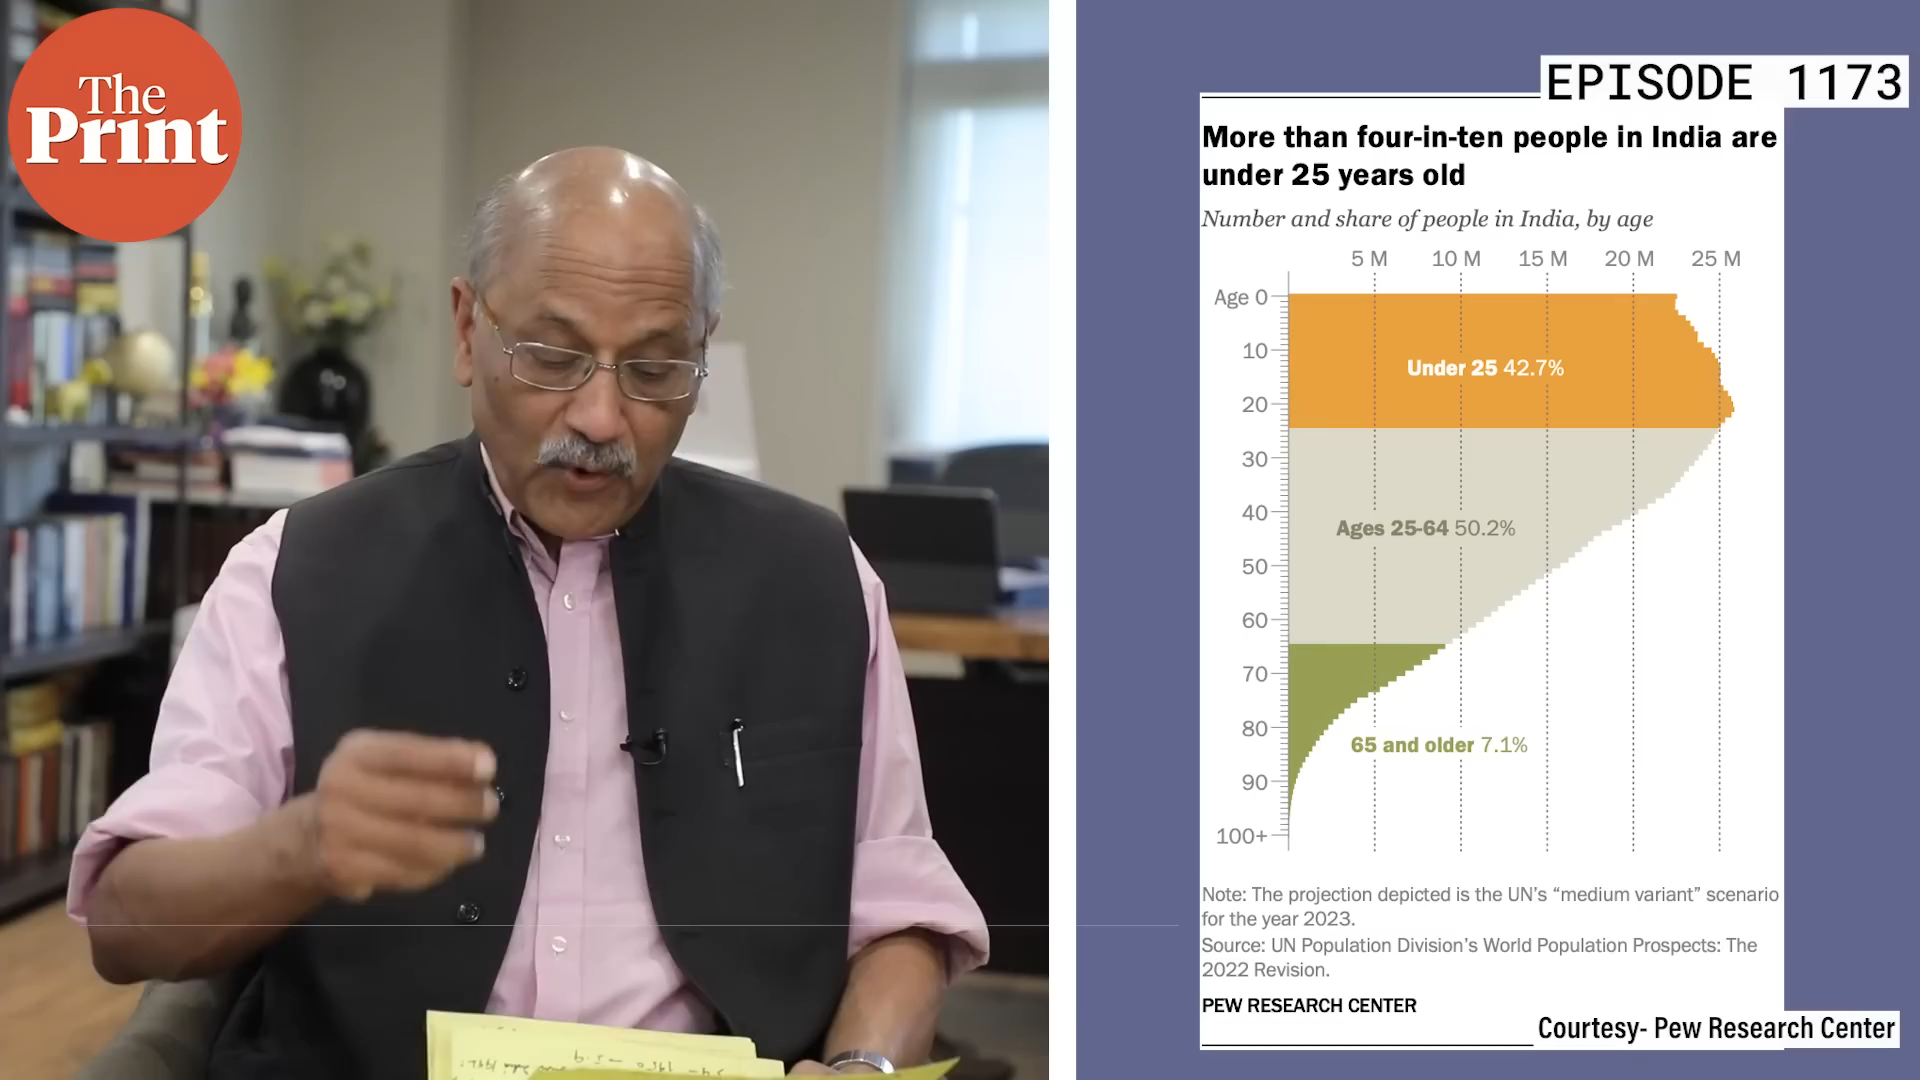 The
Print
EPISODE 1173
More than four-in-ten people in India are
under 25 years old
Number and share of people in India, by age
5 M 10 M 15 M 20 M 25 M
Age 0
10
Under 25 42.7%
20
30
40
Ages 25-64 50.2%
50
60
70
80
65 and older 7.1%
90
100+
Note: The projection depicted is the UN’s “medium variant” scenario
for the year 2023.
Source: UN Population Division’s World Population Prospects: The
2022 Revision.
PEW RESEARCH CENTER
Courtesy- Pew Research Center